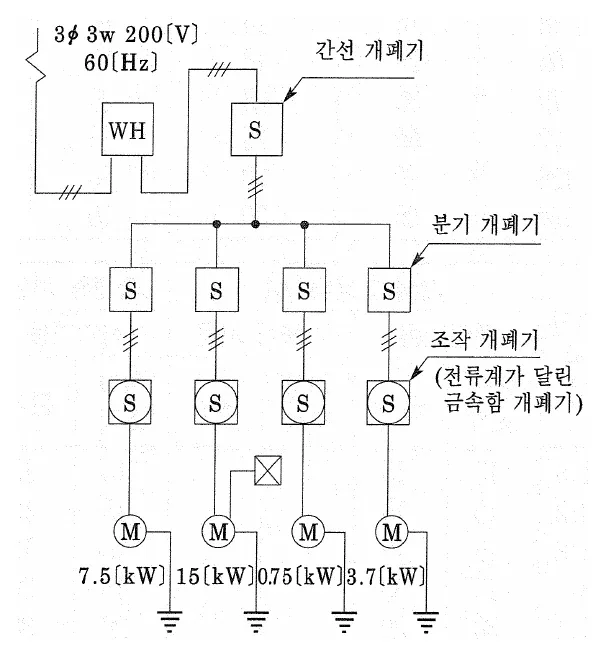 3ϕ 3w 200[V]
60[Hz]
간선 개폐기
WH
S
분기 개폐기
S S S S
조작 개폐기
(전류계가 달린
금속함 개폐기)
S S S S
M M M M
7.5[kW] 15[kW] 0.75[kW] 3.7[kW]